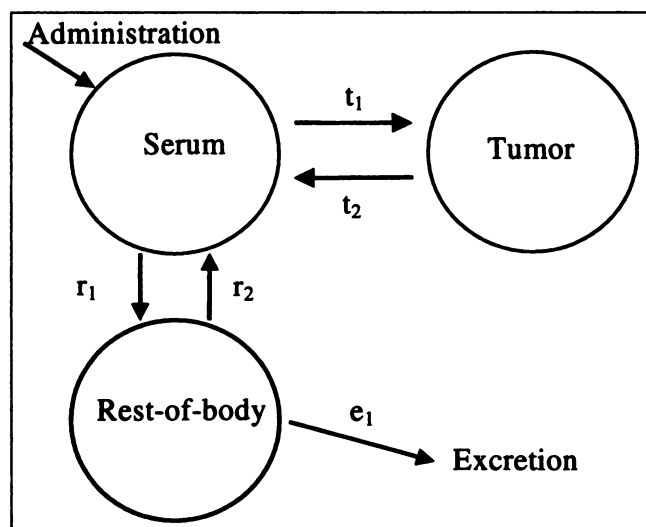 Administration
Serum
t₁
Tumor
t₂
r₁
r₂
Rest-of-body
e₁
Excretion